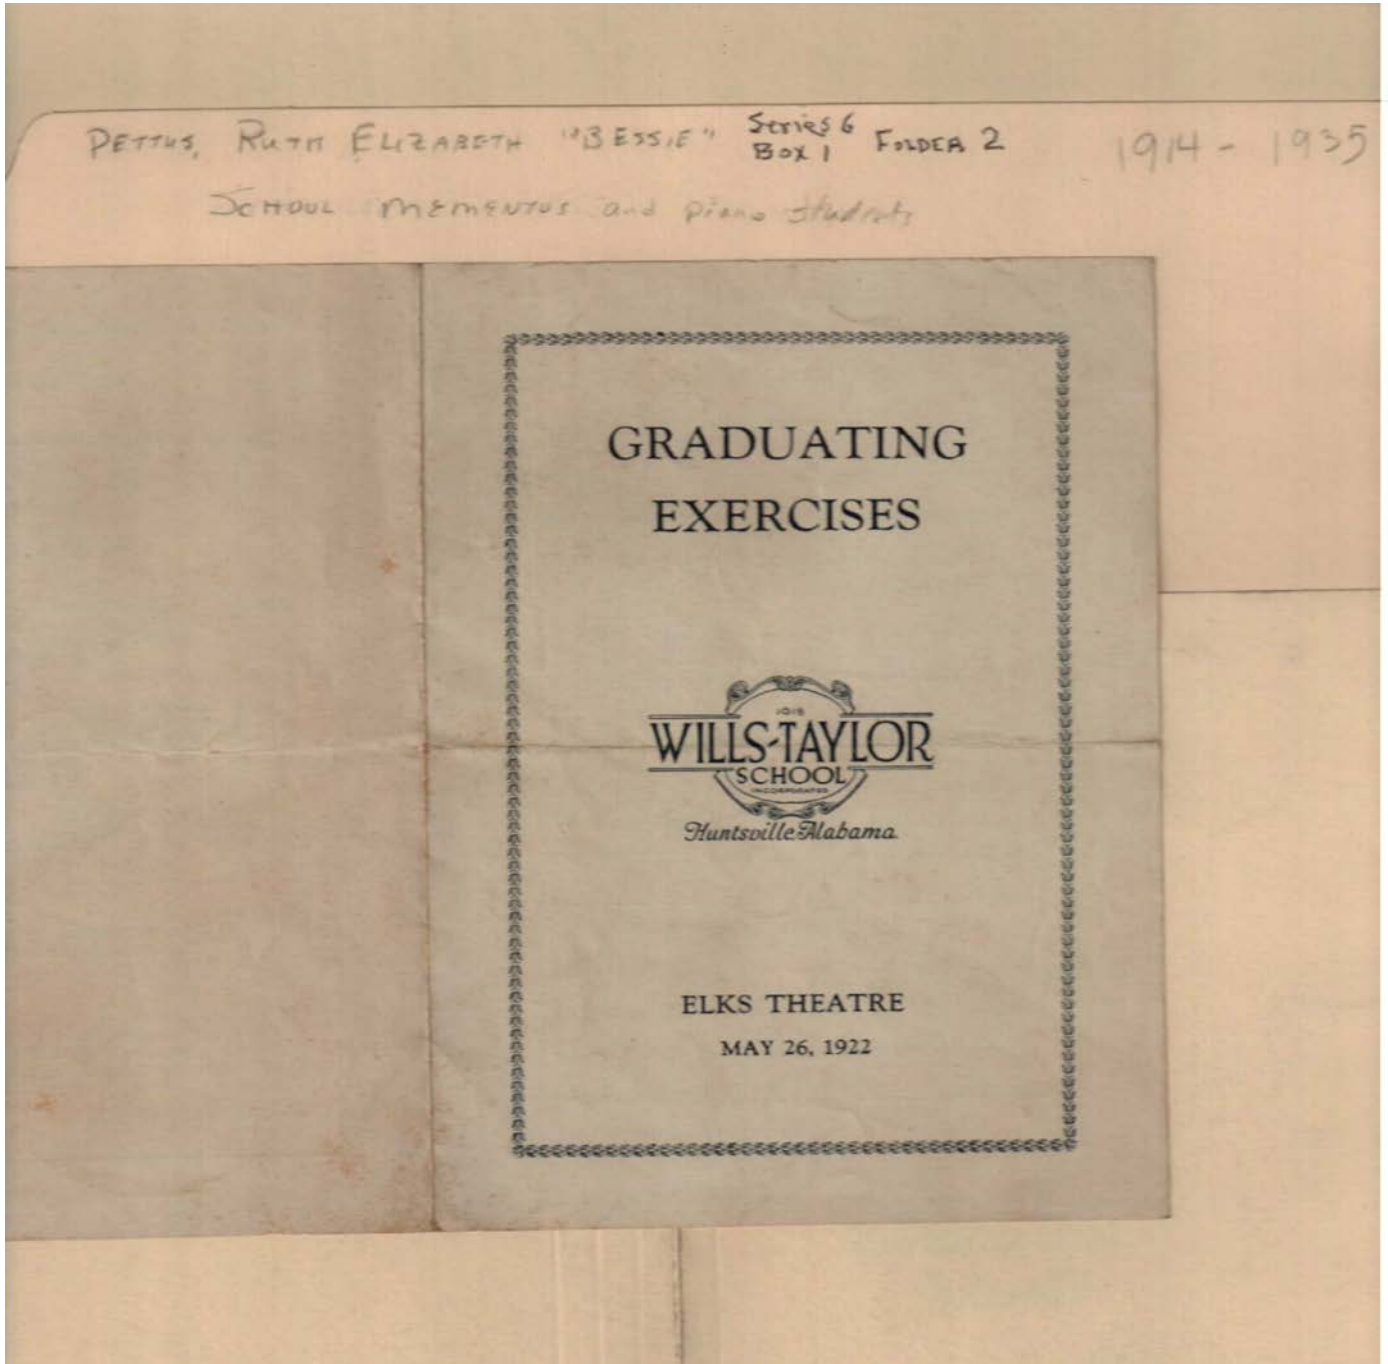 PETTUS, RUTH ELIZABETH "BESSIE" Series 6 Box 1 FOLDER 2 1914 - 1935
SCHOOL MEMENTOS and piano students
GRADUATING
EXERCISES
WILLS-TAYLOR
SCHOOL
INCORPORATED
Huntsville Alabama
ELKS THEATRE
MAY 26, 1922